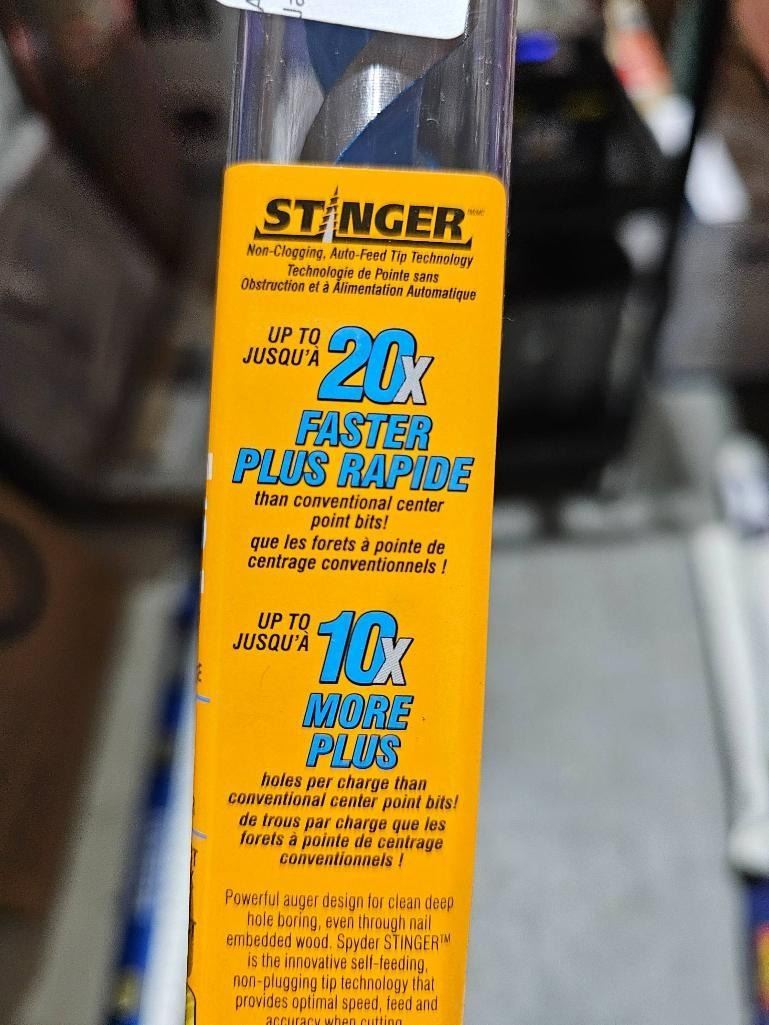 STINGER
Non-Clogging, Auto-Feed Tip Technology
Technologie de Pointe sans
Obstruction et à Alimentation Automatique
UP TO
JUSQU'À 20x
FASTER
PLUS RAPIDE
than conventional center
point bits!
que les forets à pointe de
centrage conventionnels !
UP TO
JUSQU'À 10x
MORE
PLUS
holes per charge than
conventional center point bits!
de trous par charge que les
forets à pointe de centrage
conventionnels !
Powerful auger design for clean deep
hole boring, even through nail
embedded wood. Spyder STINGER™
is the innovative self-feeding,
non-plugging tip technology that
provides optimal speed, feed and
accuracy when cutting